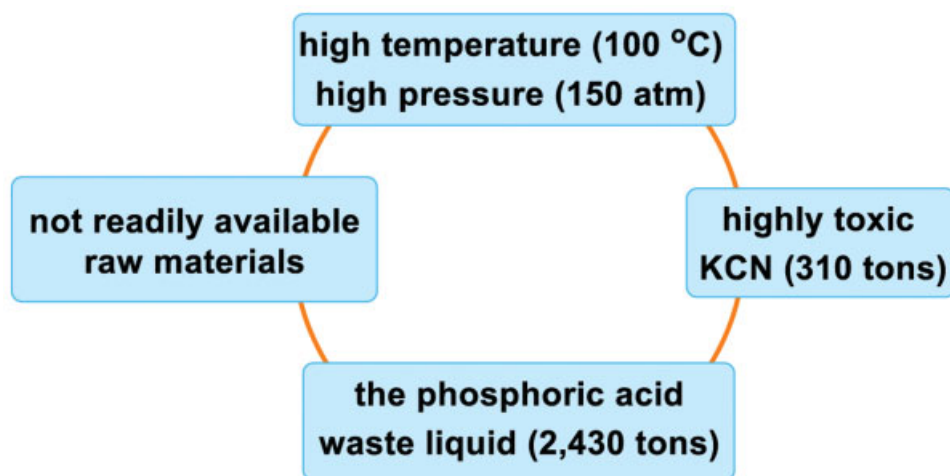 high temperature (100 °C)
high pressure (150 atm)
not readily available
raw materials
highly toxic
KCN (310 tons)
the phosphoric acid
waste liquid (2,430 tons)